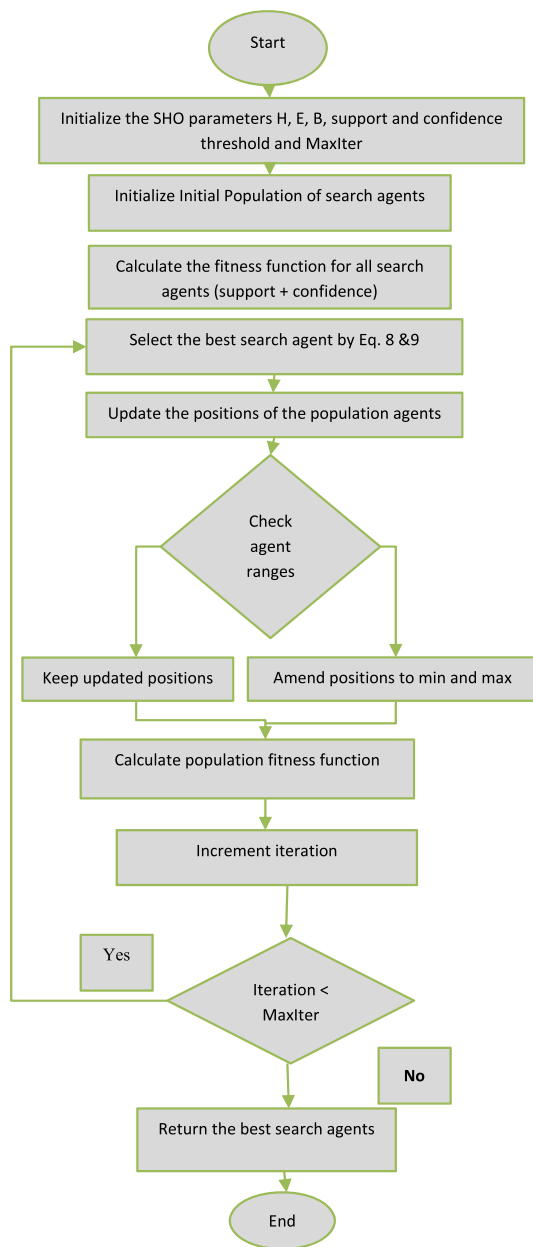 Start
Initialize the SHO parameters H, E, B, support and confidence
threshold and MaxIter
Initialize Initial Population of search agents
Calculate the fitness function for all search
agents (support + confidence)
Select the best search agent by Eq. 8 &9
Update the positions of the population agents
Check
agent
ranges
Keep updated positions
Amend positions to min and max
Calculate population fitness function
Increment iteration
Yes
Iteration <
MaxIter
No
Return the best search agents
End